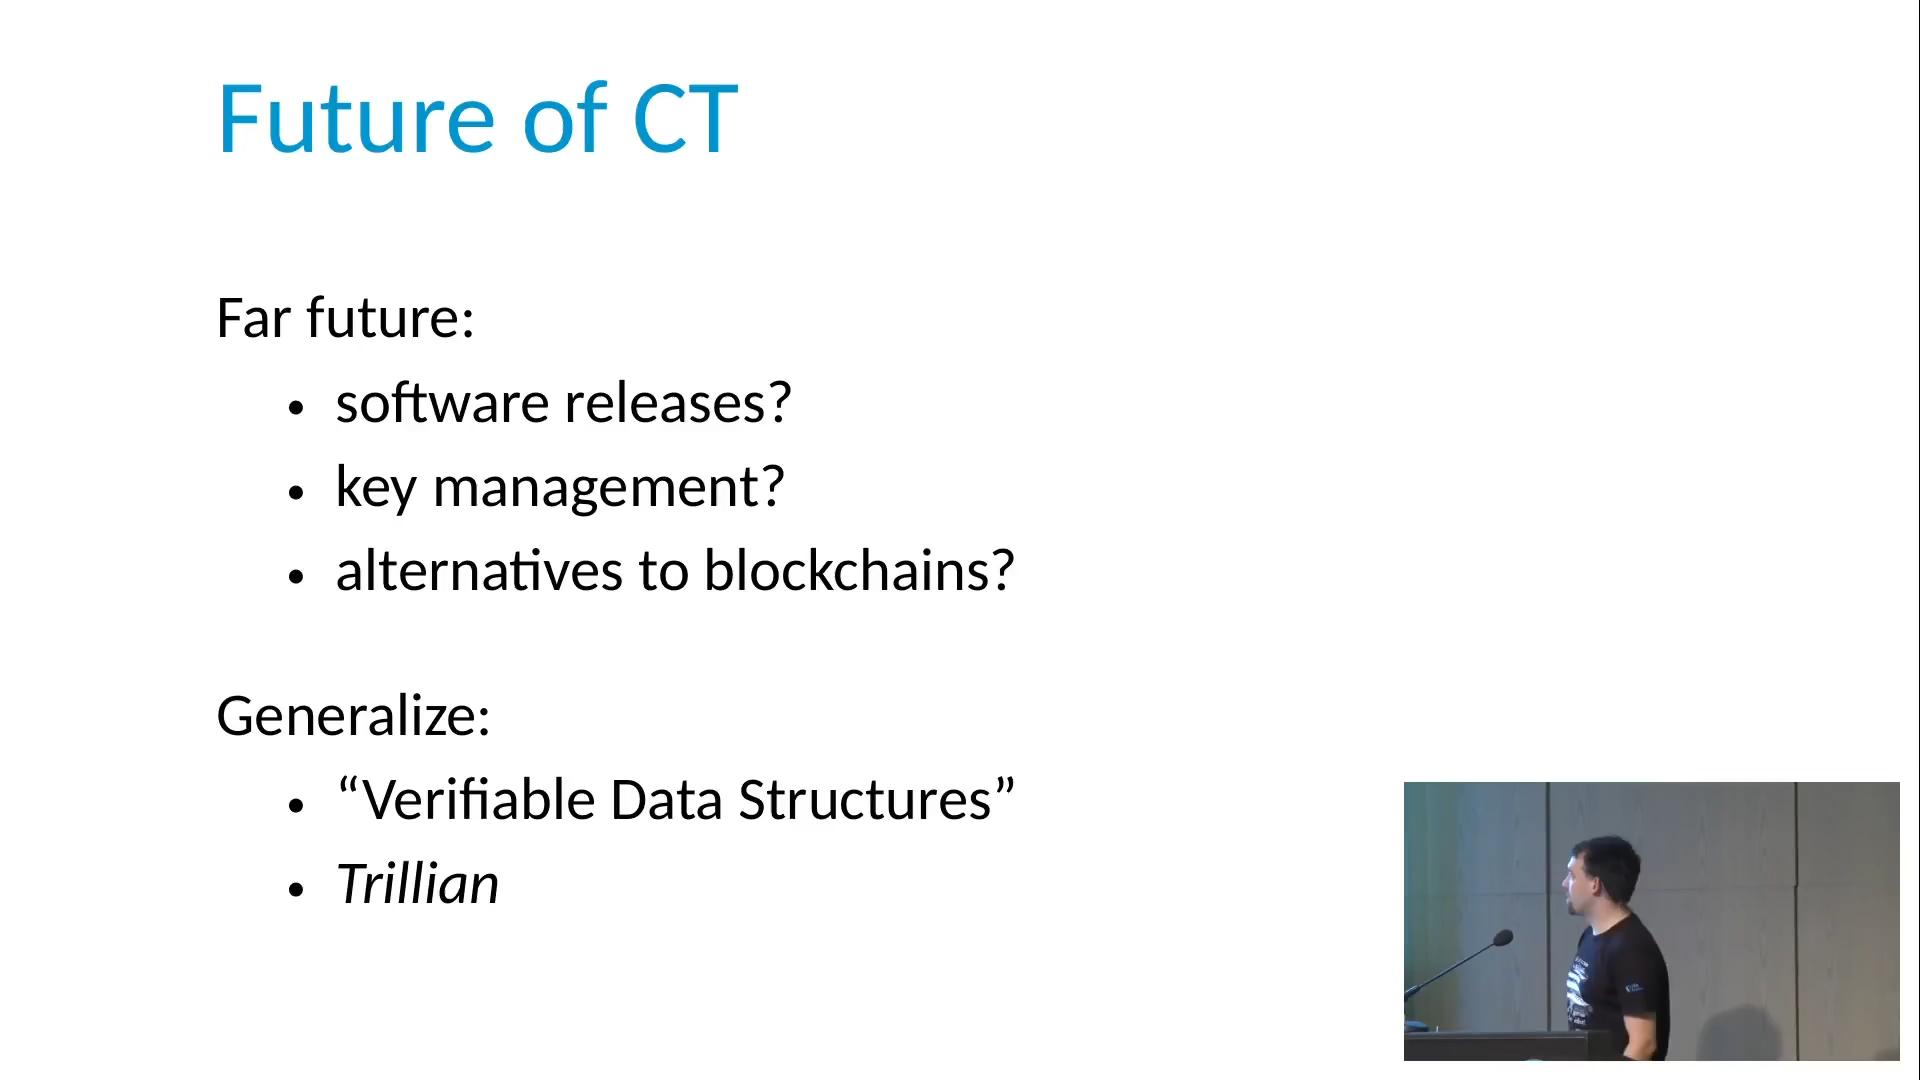 Future of CT
Far future:
• software releases?
• key management?
• alternatives to blockchains?
Generalize:
• “Verifiable Data Structures”
• Trillian